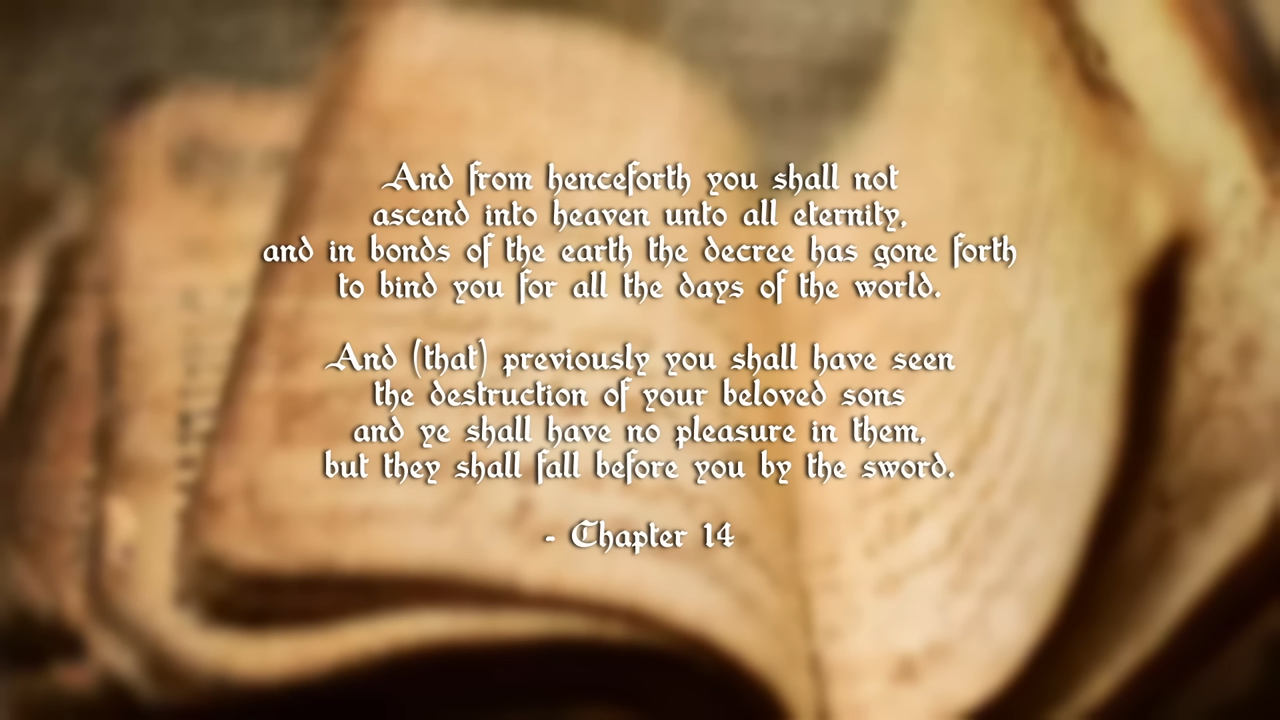 And from henceforth you shall not
ascend into heaven unto all eternity,
and in bonds of the earth the decree has gone forth
to bind you for all the days of the world.
And (that) previously you shall have seen
the destruction of your beloved sons
and ye shall have no pleasure in them,
but they shall fall before you by the sword.
- Chapter 14